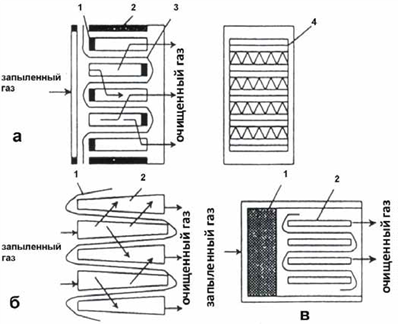 1
2
3
4
запыленный
газ
очищенный газ
а
1
2
запыленный
газ
очищенный газ
б
1
2
запыленный газ
очищенный газ
в